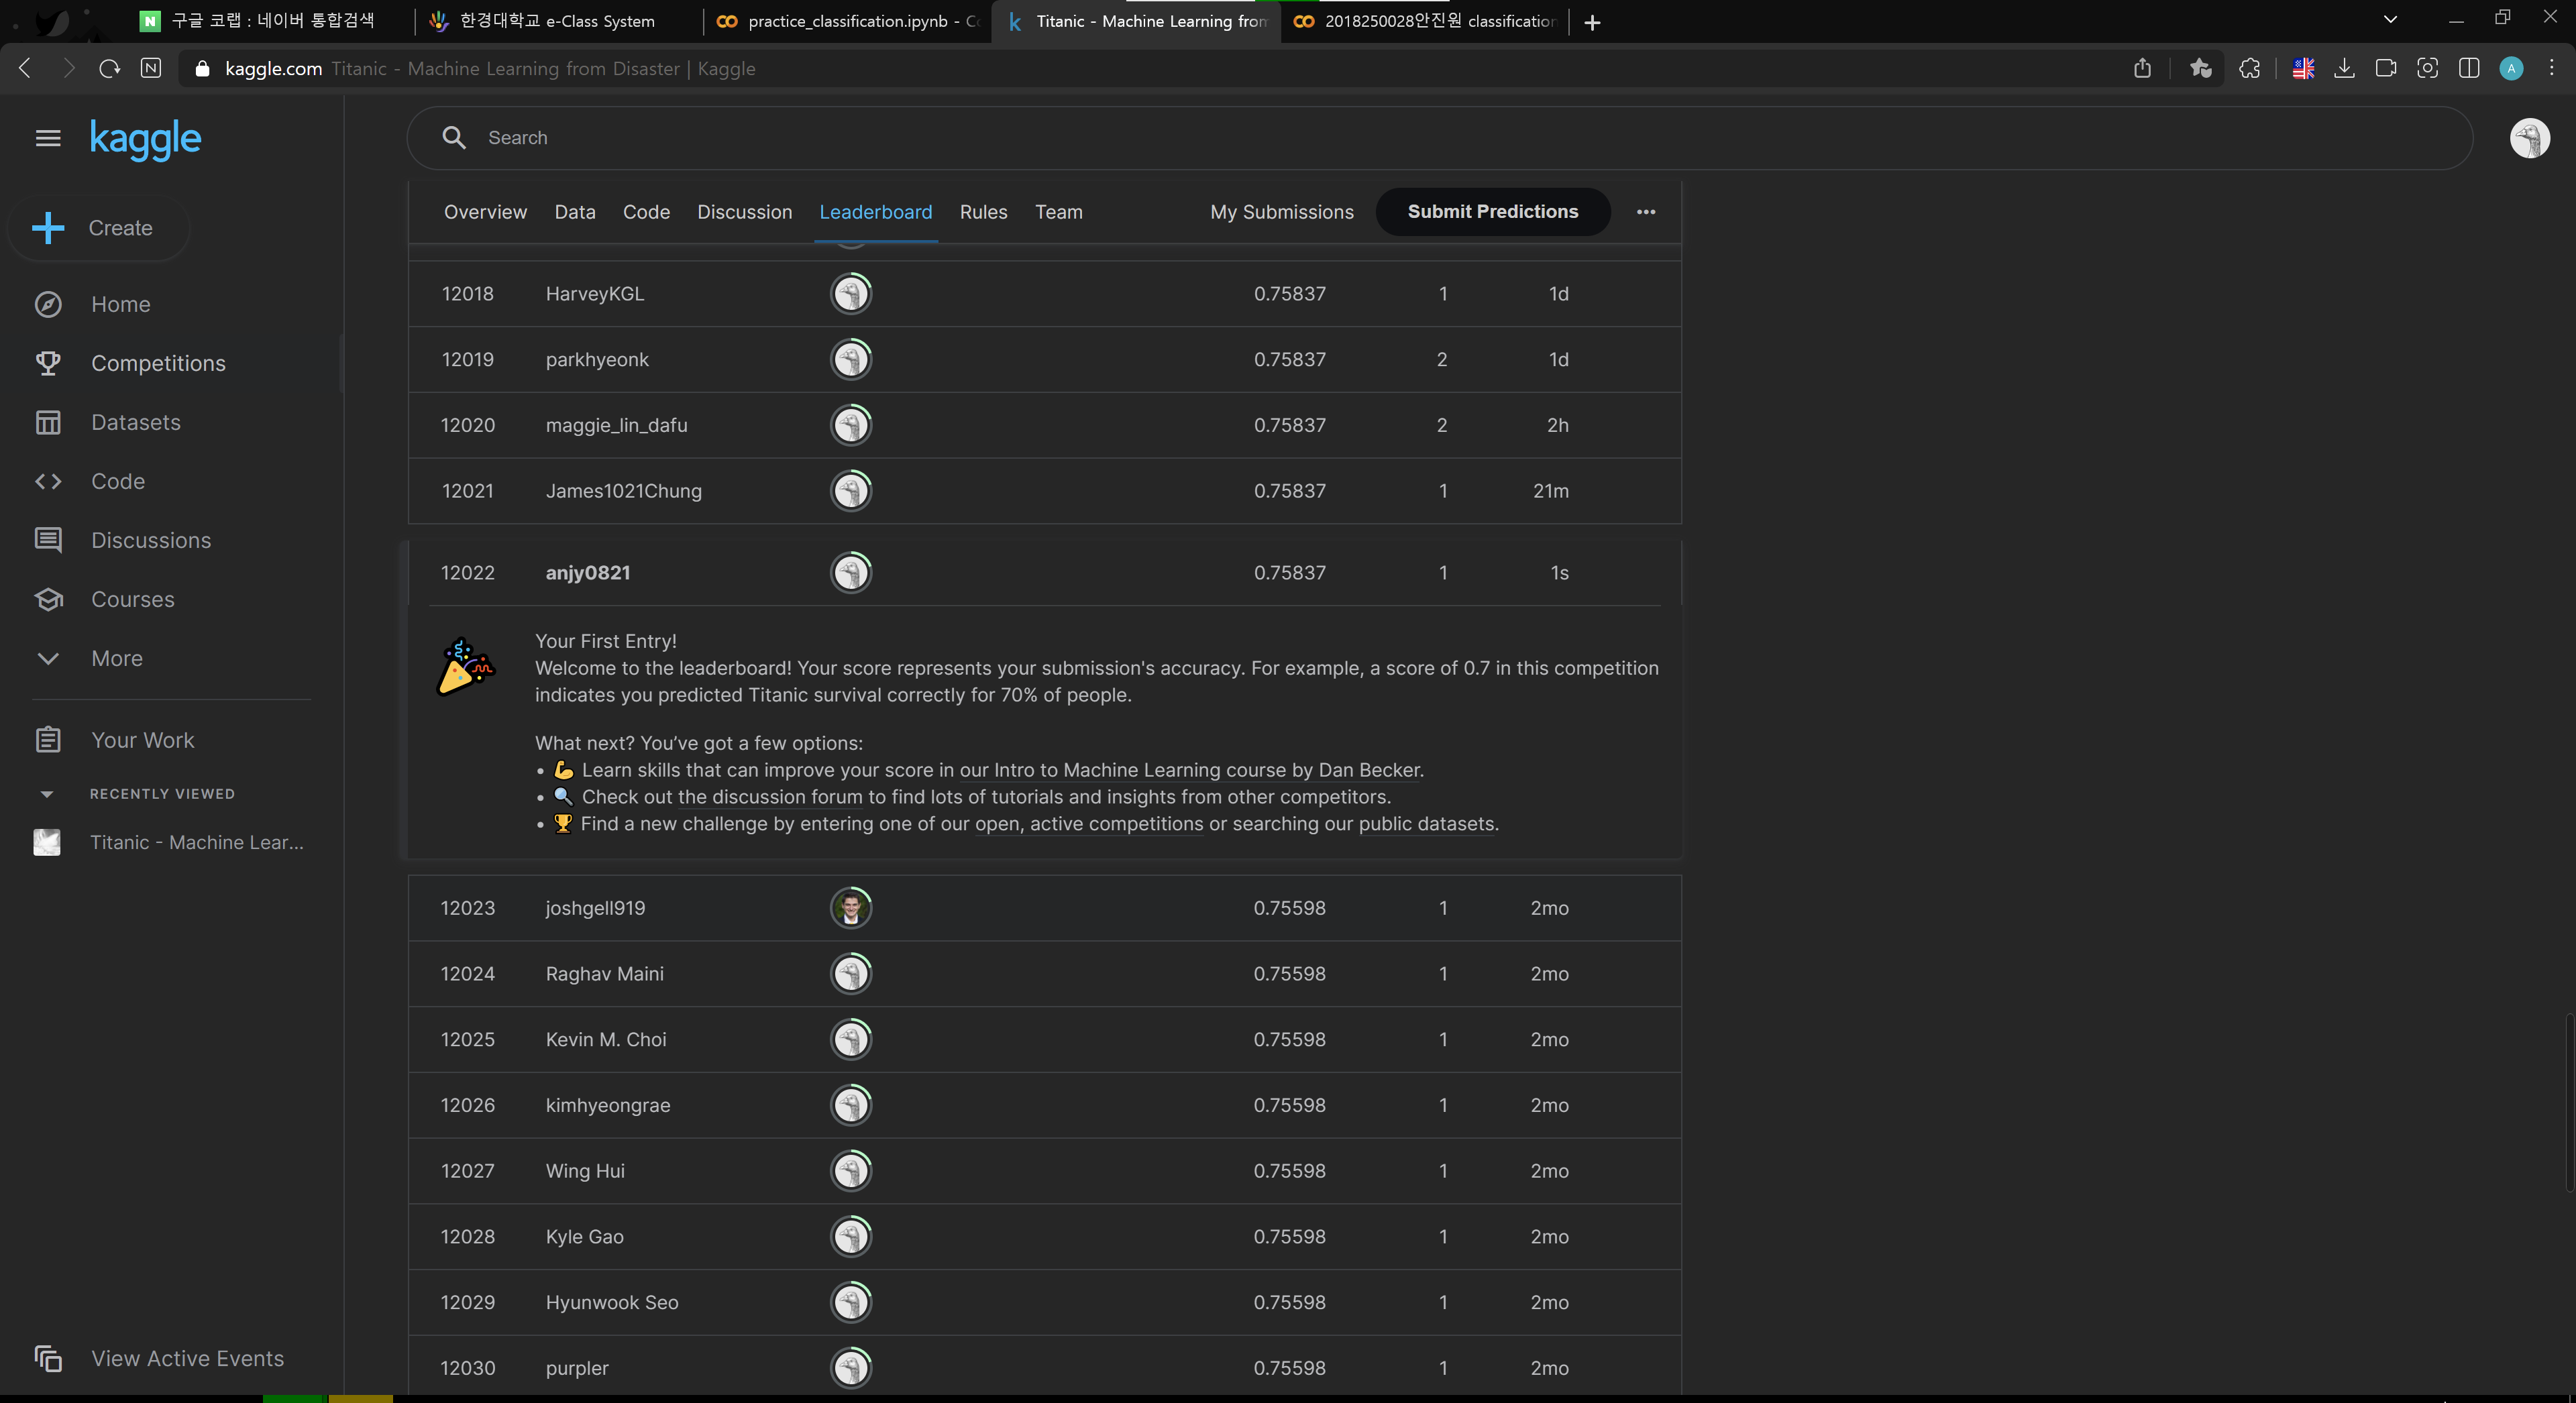 구글 코랩 : 네이버 통합검색
한경대학교 e-Class System
practice_classification.ipynb - Co
Titanic - Machine Learning from
2018250028안진원 classification
kaggle.com Titanic - Machine Learning from Disaster | Kaggle
A
kaggle
Search
Create
Home
Competitions
Datasets
Code
Discussions
Courses
More
Your Work
RECENTLY VIEWED
Titanic - Machine Lear...
View Active Events
Overview Data Code Discussion Leaderboard Rules Team My Submissions Submit Predictions
12018 HarveyKGL 0.75837 1 1d
12019 parkhyeonk 0.75837 2 1d
12020 maggie_lin_dafu 0.75837 2 2h
12021 James1021Chung 0.75837 1 21m
12022 anjy0821 0.75837 1 1s
Your First Entry!
Welcome to the leaderboard! Your score represents your submission's accuracy. For example, a score of 0.7 in this competition
indicates you predicted Titanic survival correctly for 70% of people.
What next? You've got a few options:
• 💪 Learn skills that can improve your score in our Intro to Machine Learning course by Dan Becker.
• 🔍 Check out the discussion forum to find lots of tutorials and insights from other competitors.
• 🏆 Find a new challenge by entering one of our open, active competitions or searching our public datasets.
12023 joshgell919 0.75598 1 2mo
12024 Raghav Maini 0.75598 1 2mo
12025 Kevin M. Choi 0.75598 1 2mo
12026 kimhyeongrae 0.75598 1 2mo
12027 Wing Hui 0.75598 1 2mo
12028 Kyle Gao 0.75598 1 2mo
12029 Hyunwook Seo 0.75598 1 2mo
12030 purpler 0.75598 1 2mo